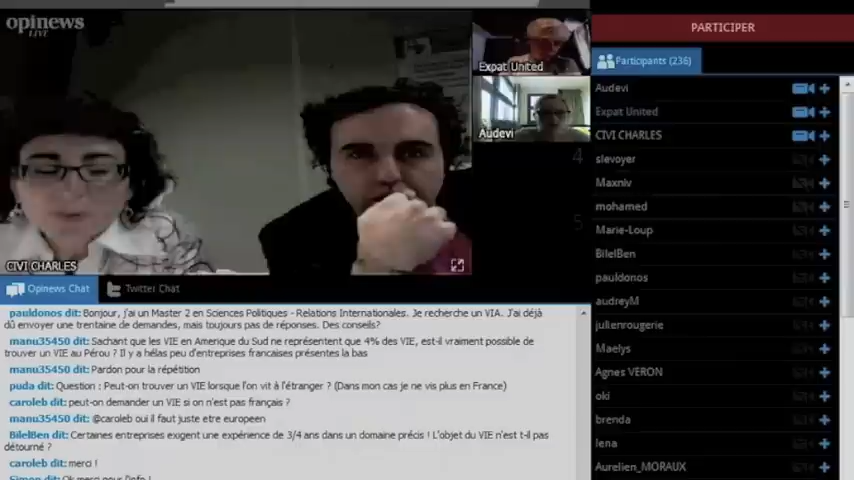 opinews
LIVE
Expat United
Audevi
4
5
CIVI CHARLES
PARTICIPER
Participants (236)
Audevi
Expat United
CIVI CHARLES
slevoyer
Maxniv
mohamed
Marie-Loup
BilelBen
pauldonos
audreyM
julienrougerie
Maelys
Agnes VERON
oki
brenda
lena
Aurelien_MORAUX
Opinews Chat
Twitter Chat
pauldonos dit: Bonjour, j'ai un Master 2 en Sciences Politiques - Relations Internationales. Je recherche un VIA. J'ai déjà
dû envoyer une trentaine de demandes, mais toujours pas de réponses. Des conseils?
manu35450 dit: Sachant que les VIE en Amerique du Sud ne représentent que 4% des VIE, est-il vraiment possible de
trouver un VIE au Pérou ? Il y a hélas peu d'entreprises francaises présentes la bas
manu35450 dit: Pardon pour la répétition
puda dit: Question : Peut-on trouver un VIE lorsque l'on vit à l'étranger ? (Dans mon cas je ne vis plus en France)
caroleb dit: peut-on demander un VIE si on n'est pas français ?
manu35450 dit: @caroleb oui il faut juste etre europeen
BilelBen dit: Certaines entreprises exigent une expérience de 3/4 ans dans un domaine précis ! L'objet du VIE n'est t-il pas
détourné ?
caroleb dit: merci !
Simon dit: Ok merci pour l'info !